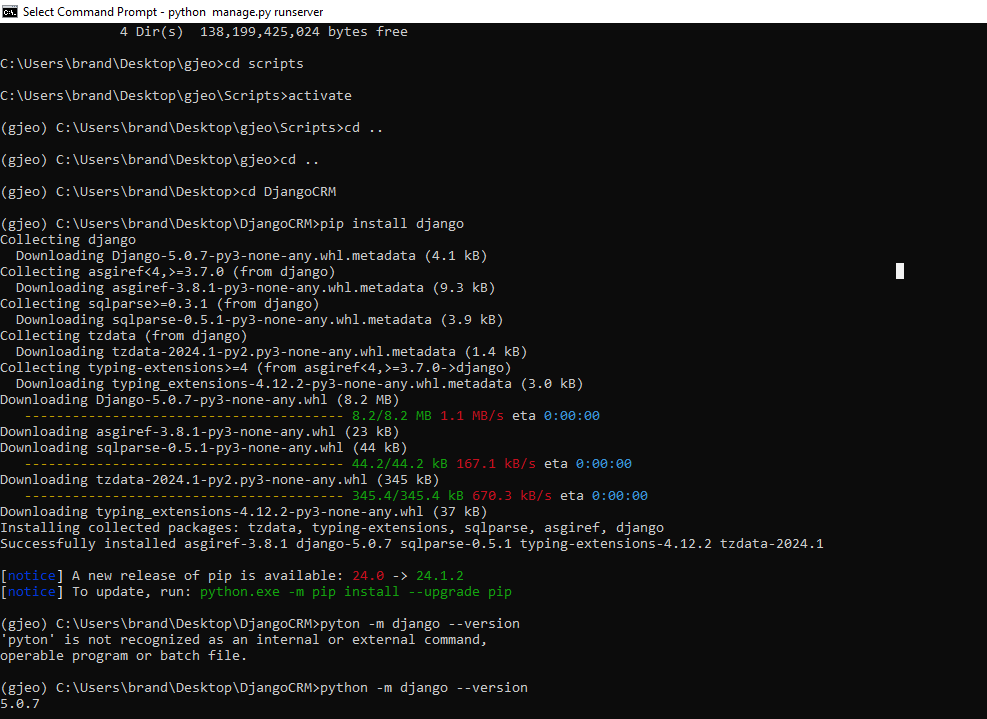 Select Command Prompt - python  manage.py runserver
               4 Dir(s)  138,199,425,024 bytes free
C:\Users\brand\Desktop\gjeo>cd scripts
C:\Users\brand\Desktop\gjeo\Scripts>activate
(gjeo) C:\Users\brand\Desktop\gjeo\Scripts>cd ..
(gjeo) C:\Users\brand\Desktop\gjeo>cd ..
(gjeo) C:\Users\brand\Desktop>cd DjangoCRM
(gjeo) C:\Users\brand\Desktop\DjangoCRM>pip install django
Collecting django
  Downloading Django-5.0.7-py3-none-any.whl.metadata (4.1 kB)
Collecting asgiref<4,>=3.7.0 (from django)
  Downloading asgiref-3.8.1-py3-none-any.whl.metadata (9.3 kB)
Collecting sqlparse>=0.3.1 (from django)
  Downloading sqlparse-0.5.1-py3-none-any.whl.metadata (3.9 kB)
Collecting tzdata (from django)
  Downloading tzdata-2024.1-py2.py3-none-any.whl.metadata (1.4 kB)
Collecting typing-extensions>=4 (from asgiref<4,>=3.7.0->django)
  Downloading typing_extensions-4.12.2-py3-none-any.whl.metadata (3.0 kB)
Downloading Django-5.0.7-py3-none-any.whl (8.2 MB)
   ---------------------------------------- 8.2/8.2 MB 1.1 MB/s eta 0:00:00
Downloading asgiref-3.8.1-py3-none-any.whl (23 kB)
Downloading sqlparse-0.5.1-py3-none-any.whl (44 kB)
   ---------------------------------------- 44.2/44.2 kB 167.1 kB/s eta 0:00:00
Downloading tzdata-2024.1-py2.py3-none-any.whl (345 kB)
   ---------------------------------------- 345.4/345.4 kB 670.3 kB/s eta 0:00:00
Downloading typing_extensions-4.12.2-py3-none-any.whl (37 kB)
Installing collected packages: tzdata, typing-extensions, sqlparse, asgiref, django
Successfully installed asgiref-3.8.1 django-5.0.7 sqlparse-0.5.1 typing-extensions-4.12.2 tzdata-2024.1
[notice] A new release of pip is available: 24.0 -> 24.1.2
[notice] To update, run: python.exe -m pip install --upgrade pip
(gjeo) C:\Users\brand\Desktop\DjangoCRM>pyton -m django --version
'pyton' is not recognized as an internal or external command,
operable program or batch file.
(gjeo) C:\Users\brand\Desktop\DjangoCRM>python -m django --version
5.0.7